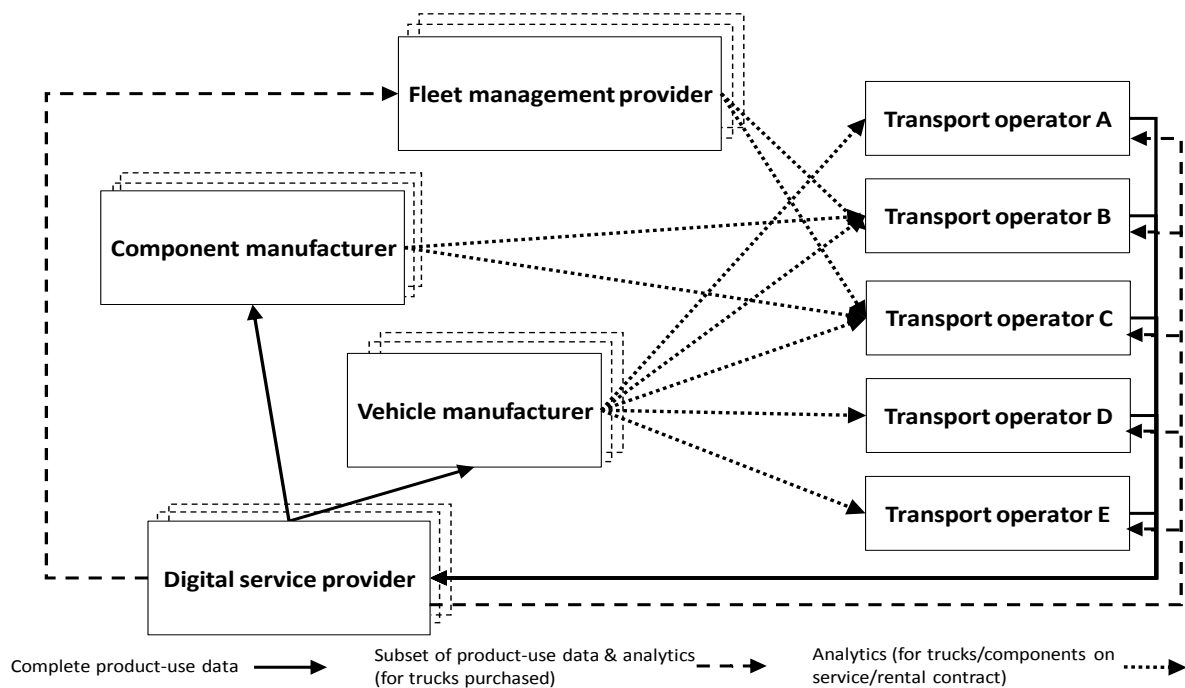 Fleet management provider
Transport operator A
Component manufacturer
Transport operator B
Transport operator C
Vehicle manufacturer
Transport operator D
Transport operator E
Digital service provider
Complete product-use data
Subset of product-use data & analytics
(for trucks purchased)
Analytics (for trucks/components on
service/rental contract)